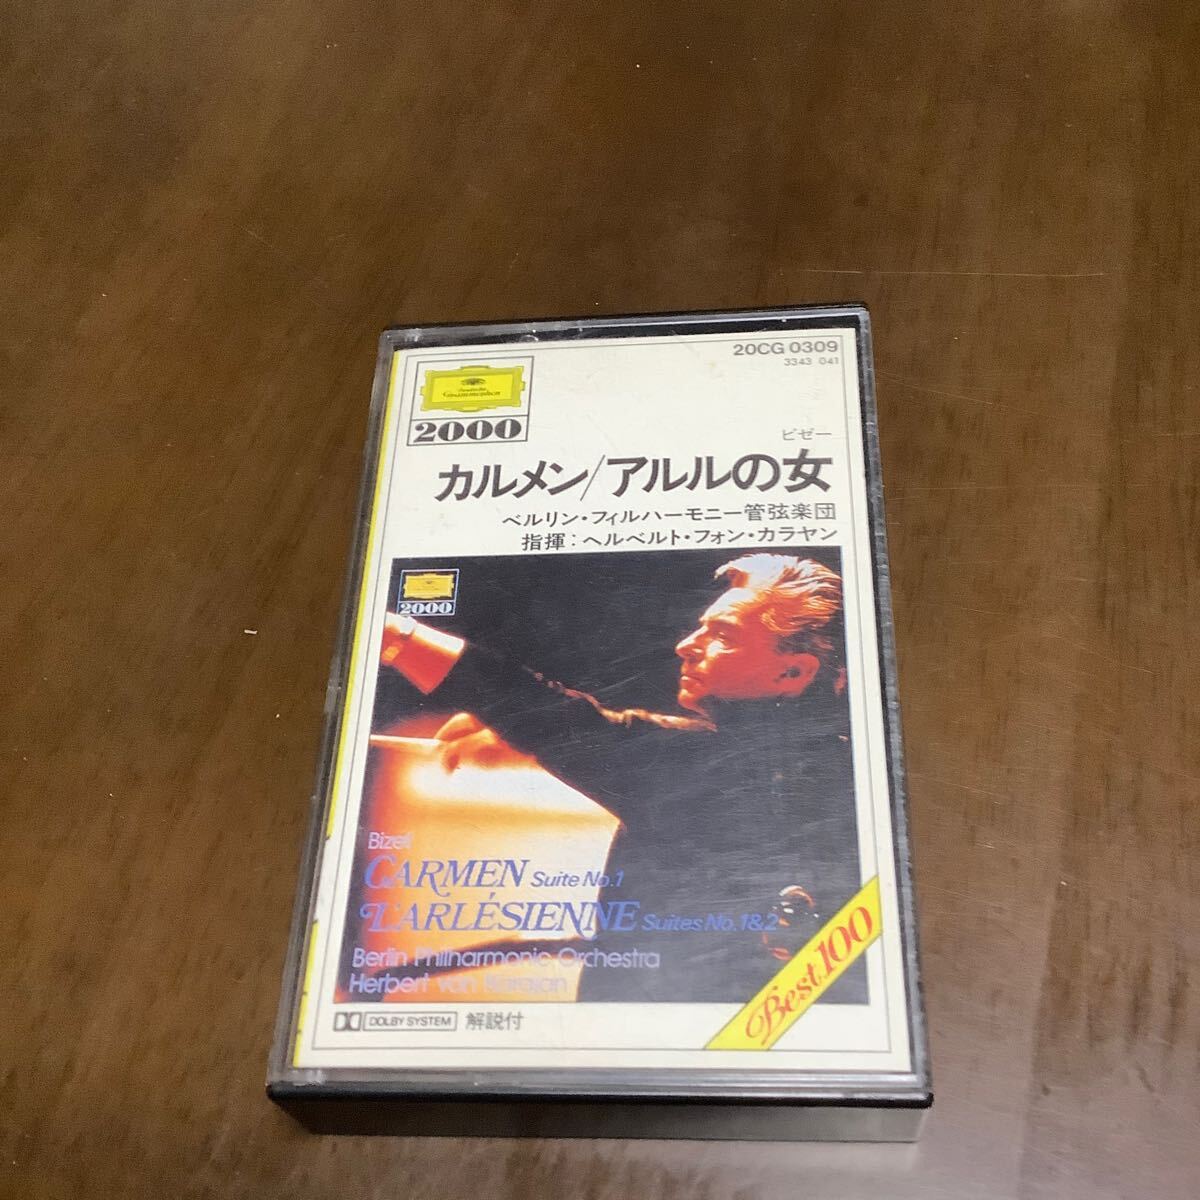 20CG 0309
3343 041
Deutsche
Grammophon
2000
ビゼー
カルメン/アルルの女
ベルリン・フィルハーモニー管弦楽団
指揮:ヘルベルト・フォン・カラヤン
2000
Bizet
CARMEN Suite No.1
L'ARLÉSIENNE Suites No.1&2
Berlin Philharmonic Orchestra
Herbert von Karajan
Best 100
DOLBY SYSTEM 解説付